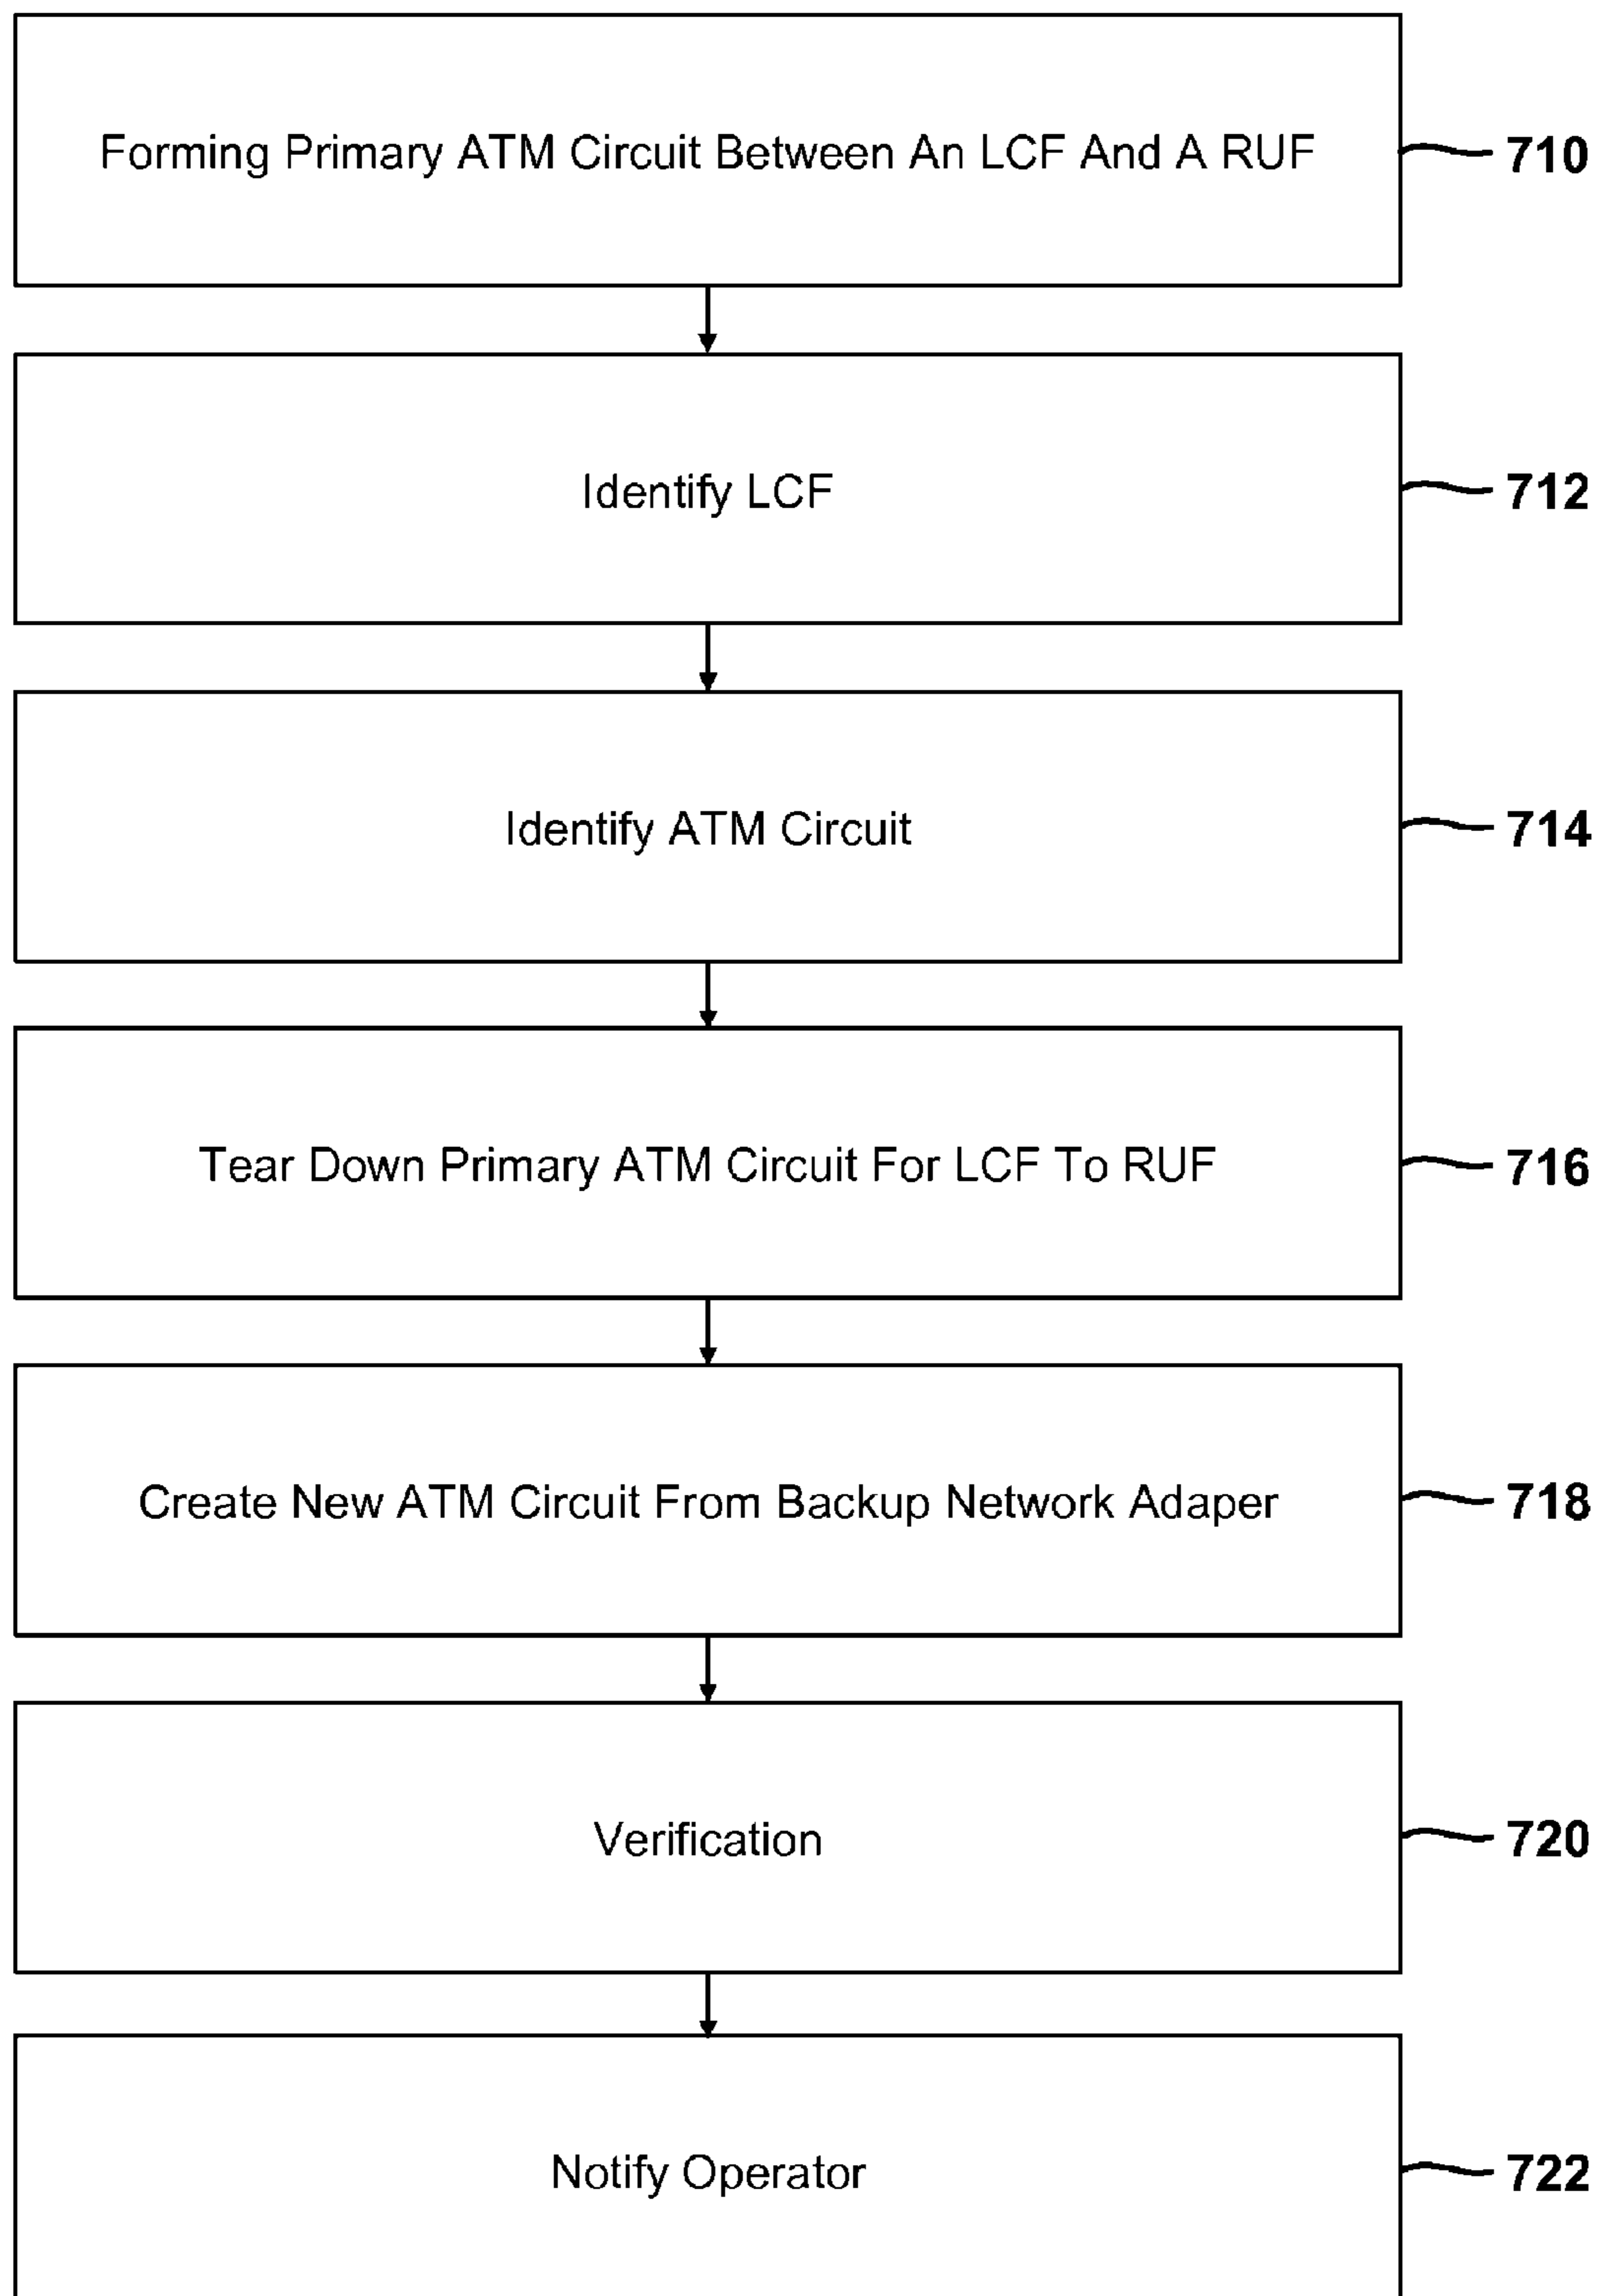 Forming Primary ATM Circuit Between An LCF And A RUF
710
Identify LCF
712
Identify ATM Circuit
714
Tear Down Primary ATM Circuit For LCF To RUF
716
Create New ATM Circuit From Backup Network Adaper
718
Verification
720
Notify Operator
722